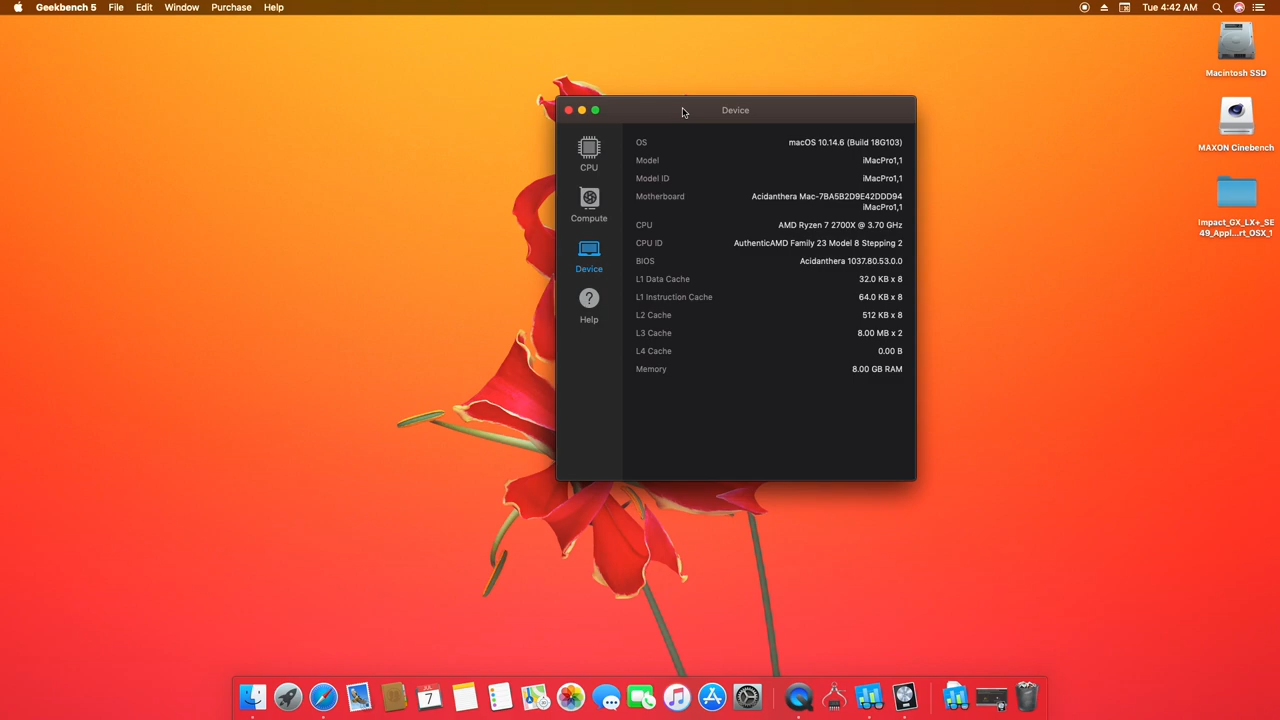 Geekbench 5 File Edit Window Purchase Help
Tue 4:42 AM
Macintosh SSD
MAXON Cinebench
Impact_GX_LX+_SE
49_Appl...rt_OSX_1
Device
CPU
Compute
Device
?
Help
OS macOS 10.14.6 (Build 18G103)
Model iMacPro1,1
Model ID iMacPro1,1
Motherboard Acidanthera Mac-7BA5B2D9E42DDD94
iMacPro1,1
CPU AMD Ryzen 7 2700X @ 3.70 GHz
CPU ID AuthenticAMD Family 23 Model 8 Stepping 2
BIOS Acidanthera 1037.80.53.0.0
L1 Data Cache 32.0 KB x 8
L1 Instruction Cache 64.0 KB x 8
L2 Cache 512 KB x 8
L3 Cache 8.00 MB x 2
L4 Cache 0.00 B
Memory 8.00 GB RAM
JUL
7